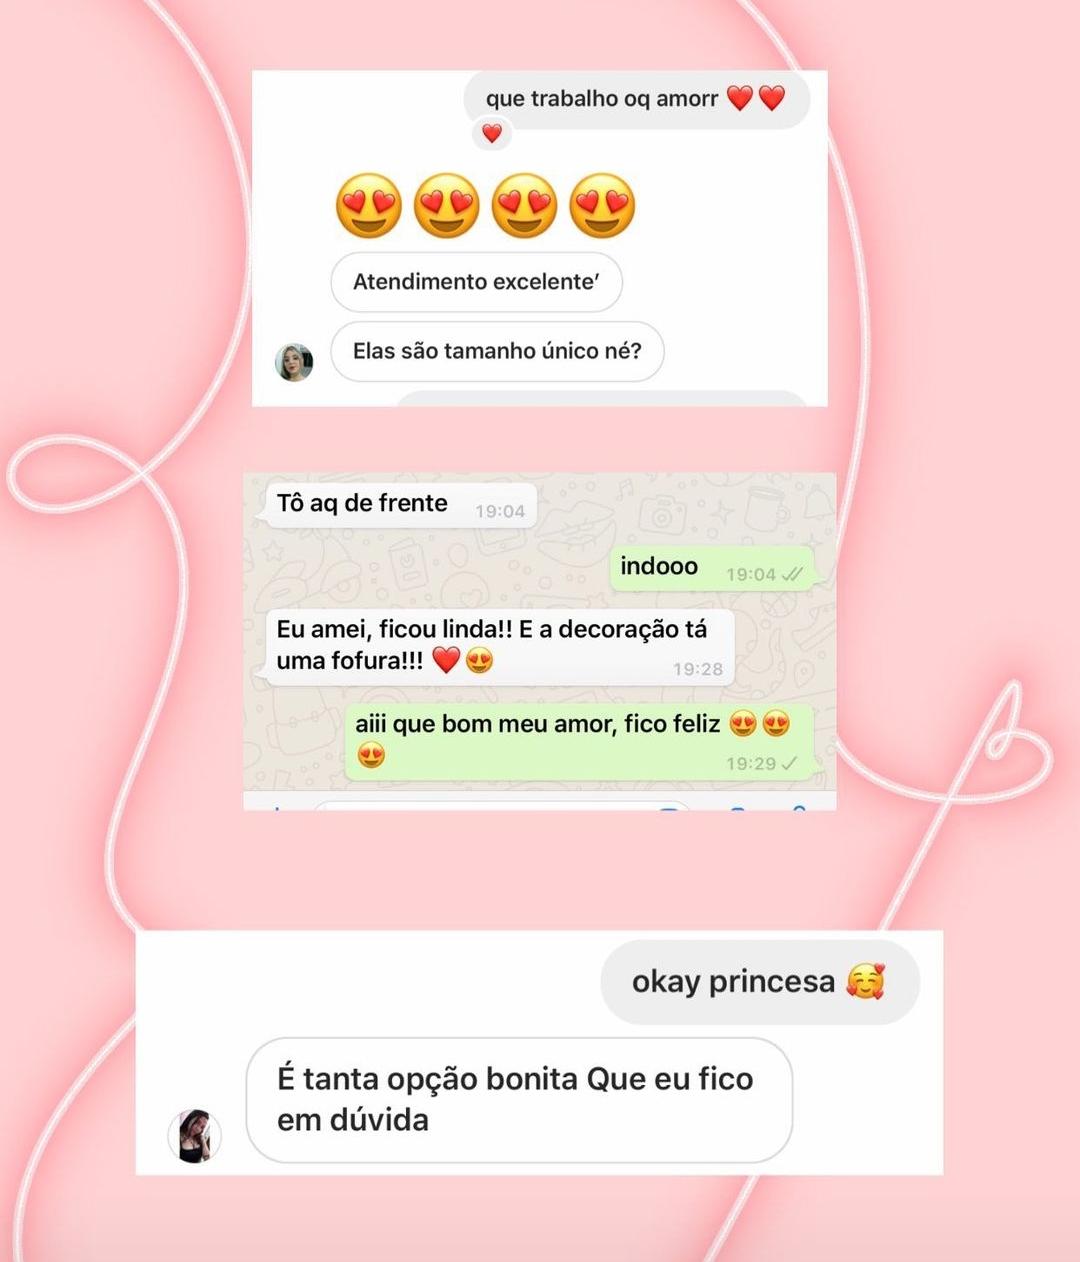 que trabalho oq amorr ❤️❤️
❤️
😍😍😍😍
Atendimento excelente’
Elas são tamanho único né?
Tô aq de frente 19:04
indooo 19:04
Eu amei, ficou linda!! E a decoração tá
uma fofura!!! ❤️😍 19:28
aiii que bom meu amor, fico feliz 😍😍
😍 19:29
okay princesa 🥰
É tanta opção bonita Que eu fico
em dúvida